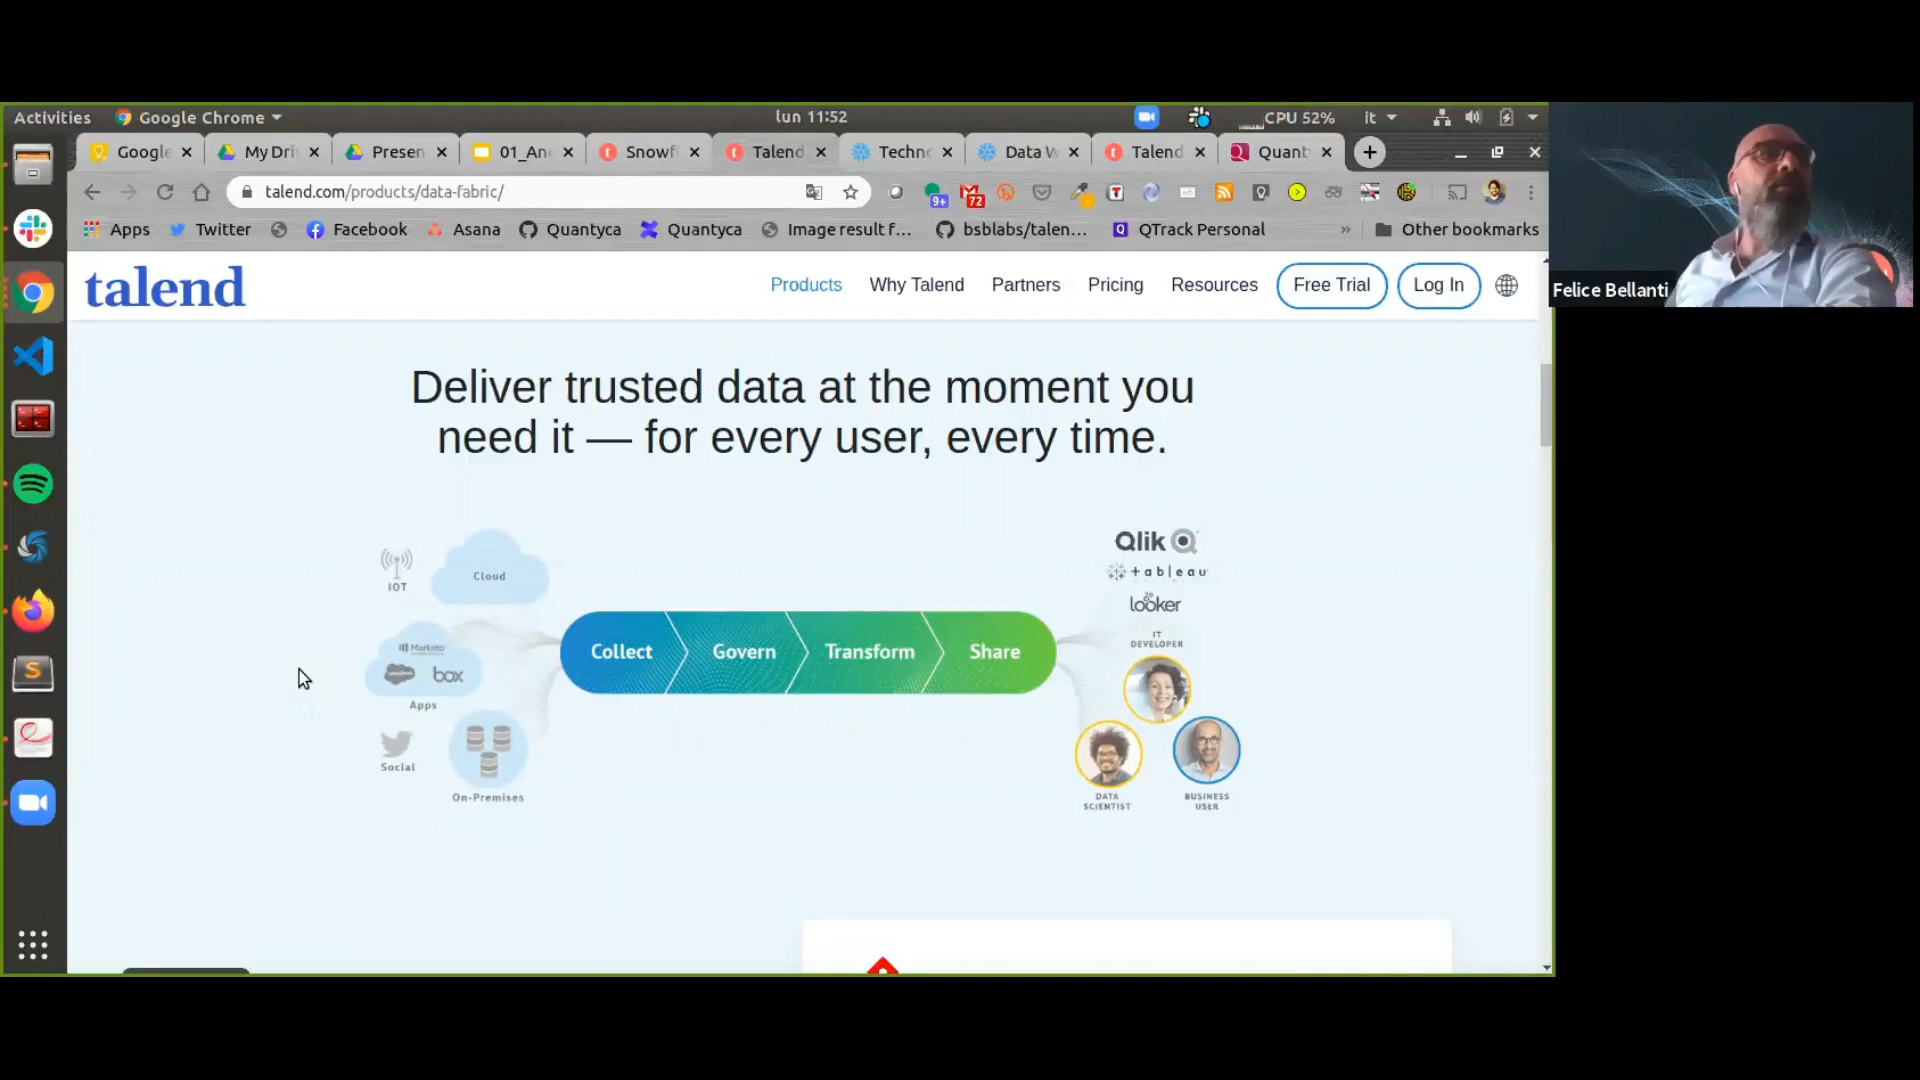 Activities
Google Chrome
lun 11:52
CPU 52%
it
Google
My Dri
Presen
01_An
Snowf
Talend
Techn
Data W
Talend
Quant
talend.com/products/data-fabric/
9+
72
Apps
Twitter
Facebook
Asana
Quantyca
Quantyca
Image result f...
bsblabs/talen...
QTrack Personal
»
Other bookmarks
talend
Products
Why Talend
Partners
Pricing
Resources
Free Trial
Log In
Felice Bellanti
Deliver trusted data at the moment you
need it — for every user, every time.
IOT
Cloud
Marketo
box
Apps
Social
On-Premises
Collect
Govern
Transform
Share
Qlik
+ableau
looker
IT
DEVELOPER
DATA
SCIENTIST
BUSINESS
USER